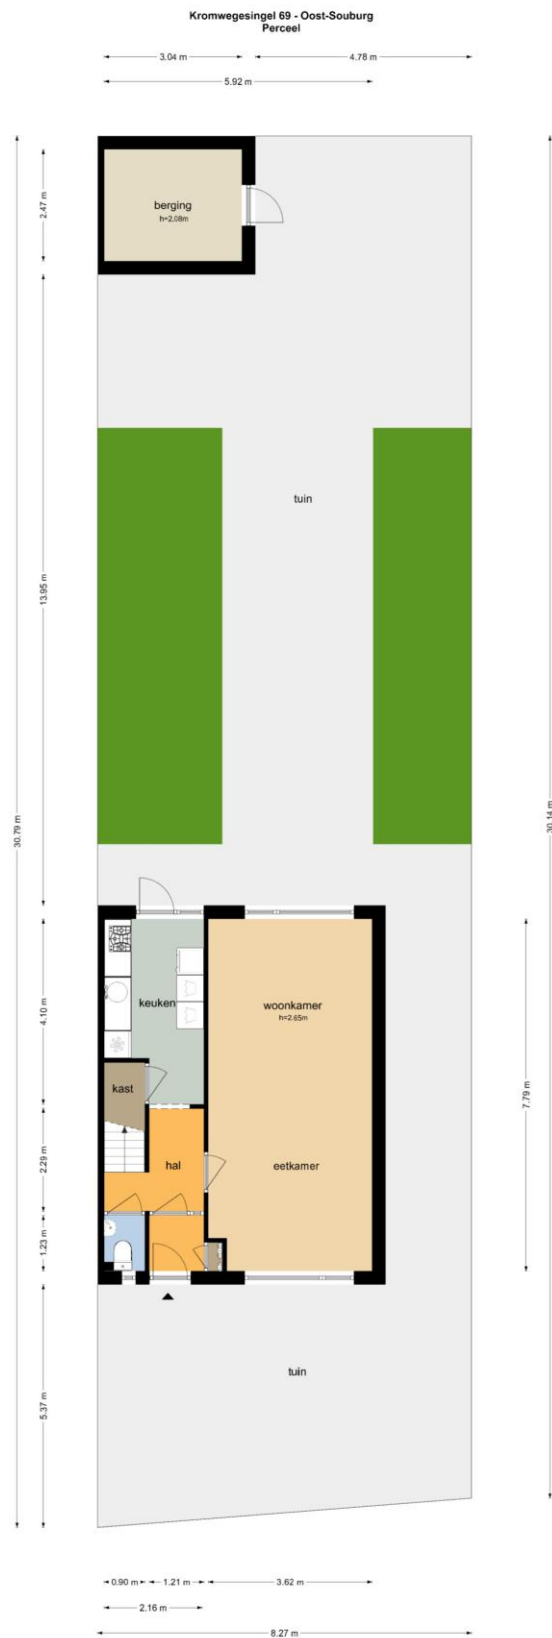 Kromwegesingel 69 - Oost-Souburg
Perceel
3.04 m
4.78 m
5.92 m
berging
h=2.08m
2.47 m
tuin
13.95 m
30.79 m
30.14 m
keuken
woonkamer
h=2.65m
4.10 m
kast
7.79 m
hal
eetkamer
2.29 m
1.23 m
tuin
5.37 m
0.90 m
1.21 m
3.62 m
2.16 m
8.27 m